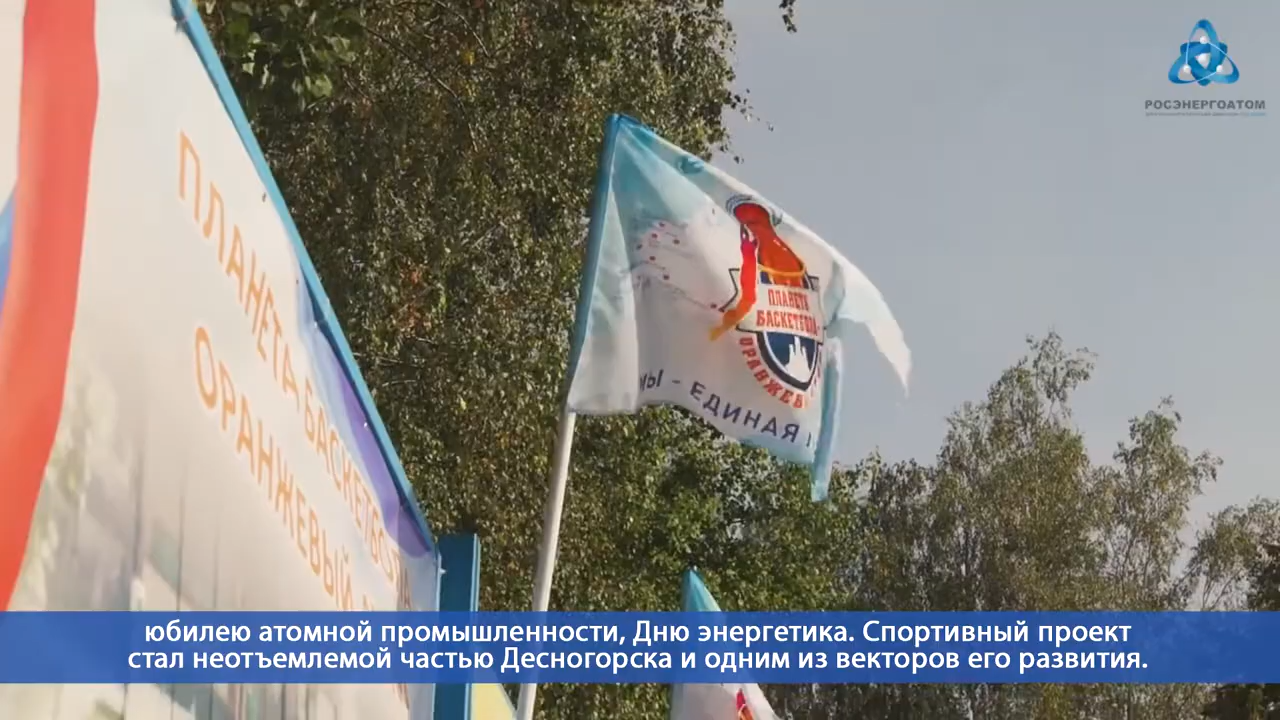 РОСЭНЕРГОАТОМ
ПЛАНЕТА БАСКЕТБОЛА
ОРАНЖЕВЫЙ
ПЛАНЕТА
БАСКЕТБОЛА-
МЫ - ЕДИНАЯ
юбилею атомной промышленности, Дню энергетика. Спортивный проект
стал неотъемлемой частью Десногорска и одним из векторов его развития.